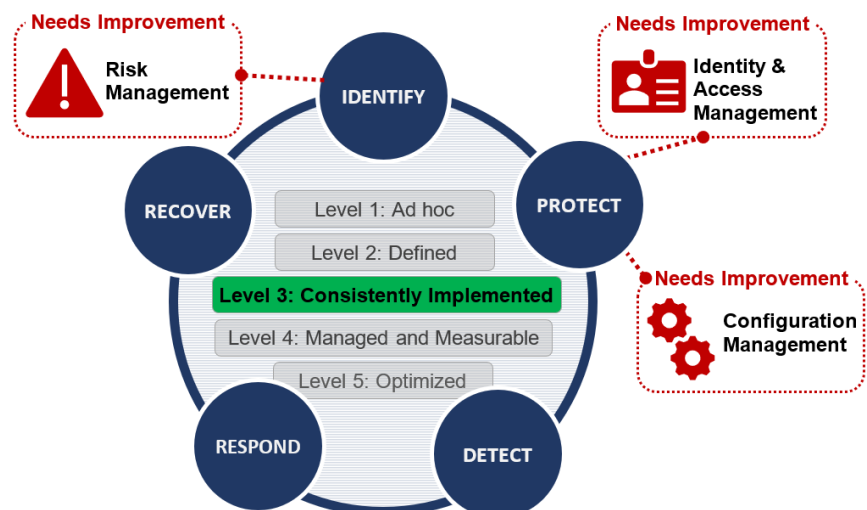 Needs Improvement
Risk
Management
IDENTIFY
Needs Improvement
Identity &
Access
Management
RECOVER
PROTECT
Level 1: Ad hoc
Level 2: Defined
Level 3: Consistently Implemented
Level 4: Managed and Measurable
Level 5: Optimized
Needs Improvement
Configuration
Management
RESPOND
DETECT